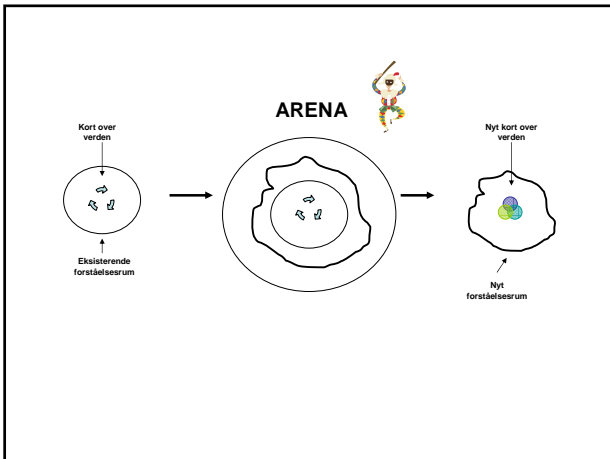 ARENA
Kort over
verden
Eksisterende
forståelsesrum
Nyt kort over
verden
Nyt
forståelsesrum